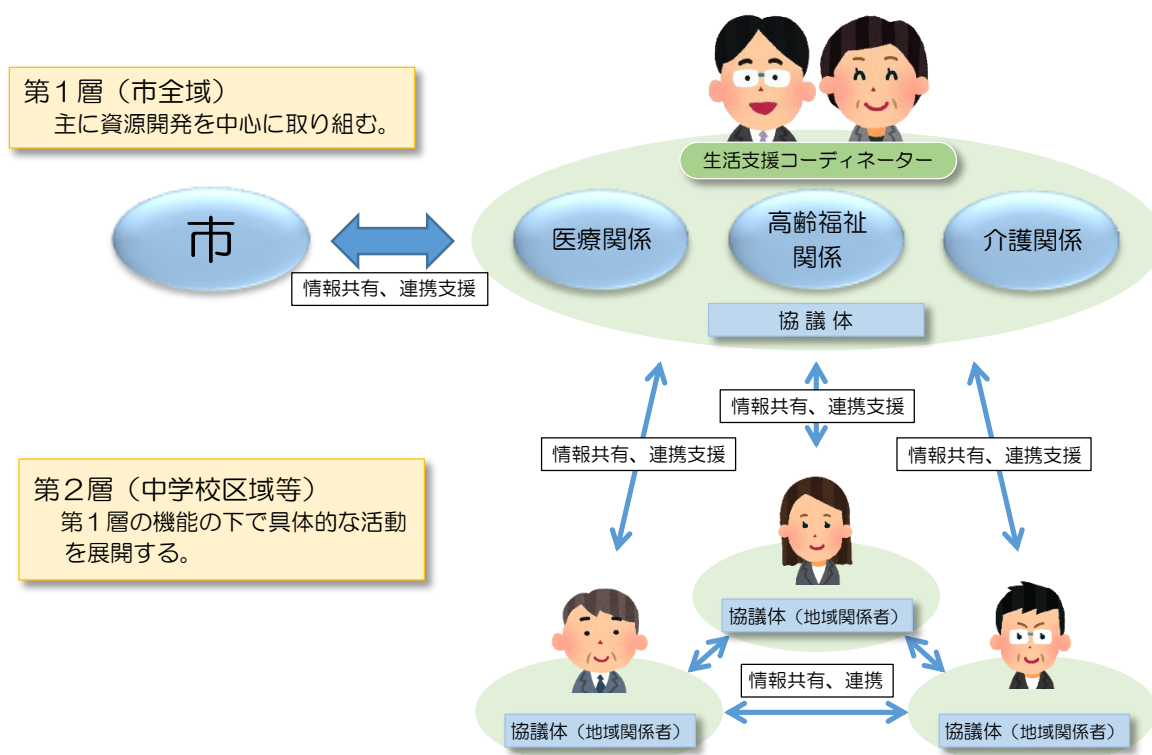 第１層（市全域）
主に資源開発を中心に取り組む。
生活支援コーディネーター
市
医療関係
高齢福祉
関係
介護関係
情報共有、連携支援
協議体
情報共有、連携支援
情報共有、連携支援
情報共有、連携支援
第２層（中学校区域等）
第１層の機能の下で具体的な活動
を展開する。
協議体（地域関係者）
情報共有、連携
協議体（地域関係者）
協議体（地域関係者）